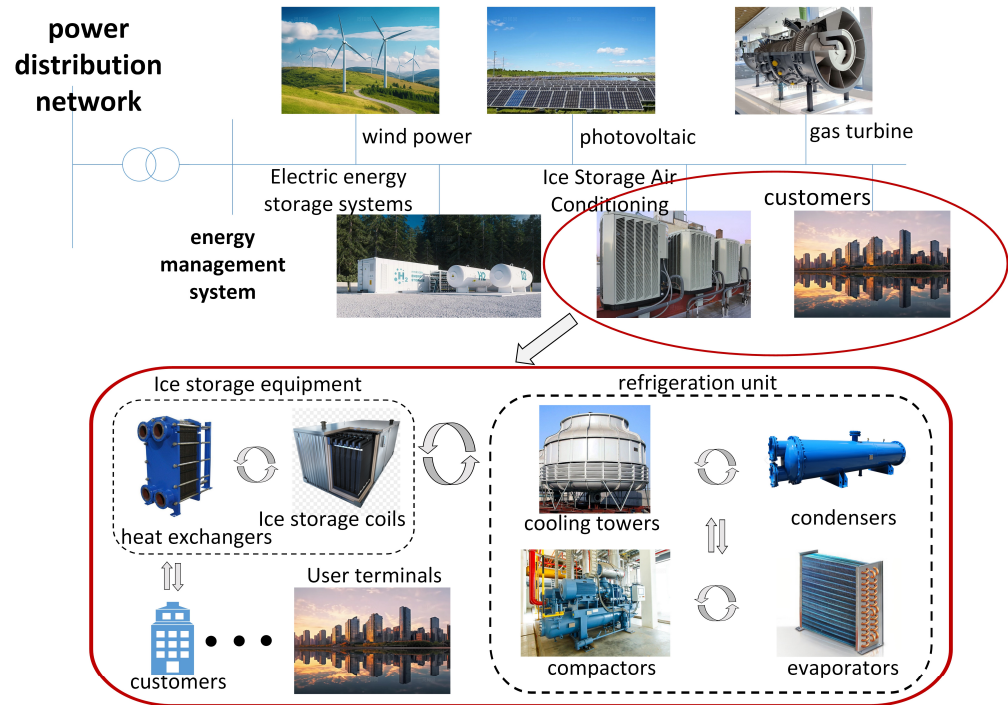 power
distribution
network
wind power
photovoltaic
gas turbine
Electric energy
storage systems
Ice Storage Air
Conditioning
customers
energy
management
system
H2
H2
Ice storage equipment
refrigeration unit
heat exchangers
Ice storage coils
cooling towers
condensers
User terminals
customers
compactors
evaporators